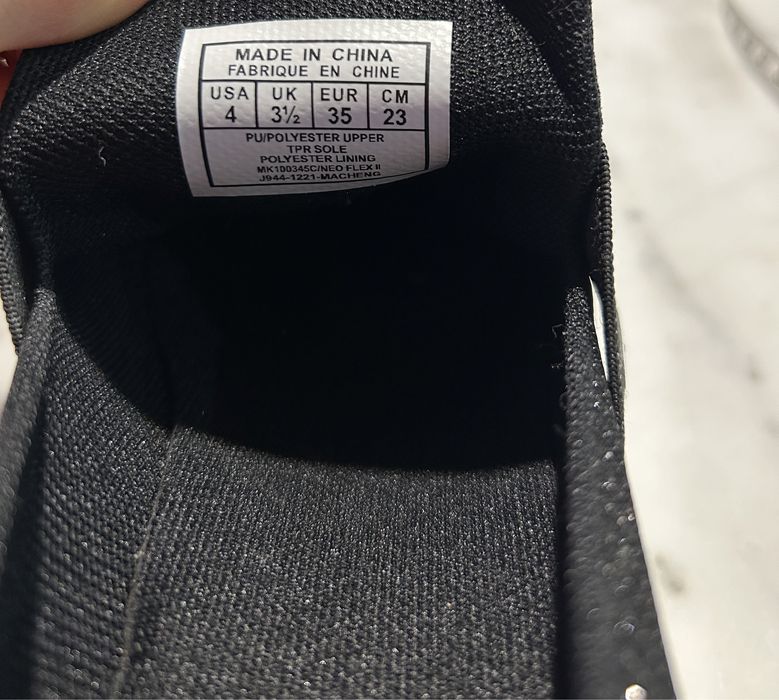 MADE IN CHINA
FABRIQUE EN CHINE
USA UK EUR CM
4 3½ 35 23
PU/POLYESTER UPPER
TPR SOLE
POLYESTER LINING
MK100345C/NEO FLEX II
J944-1221-MACHENG